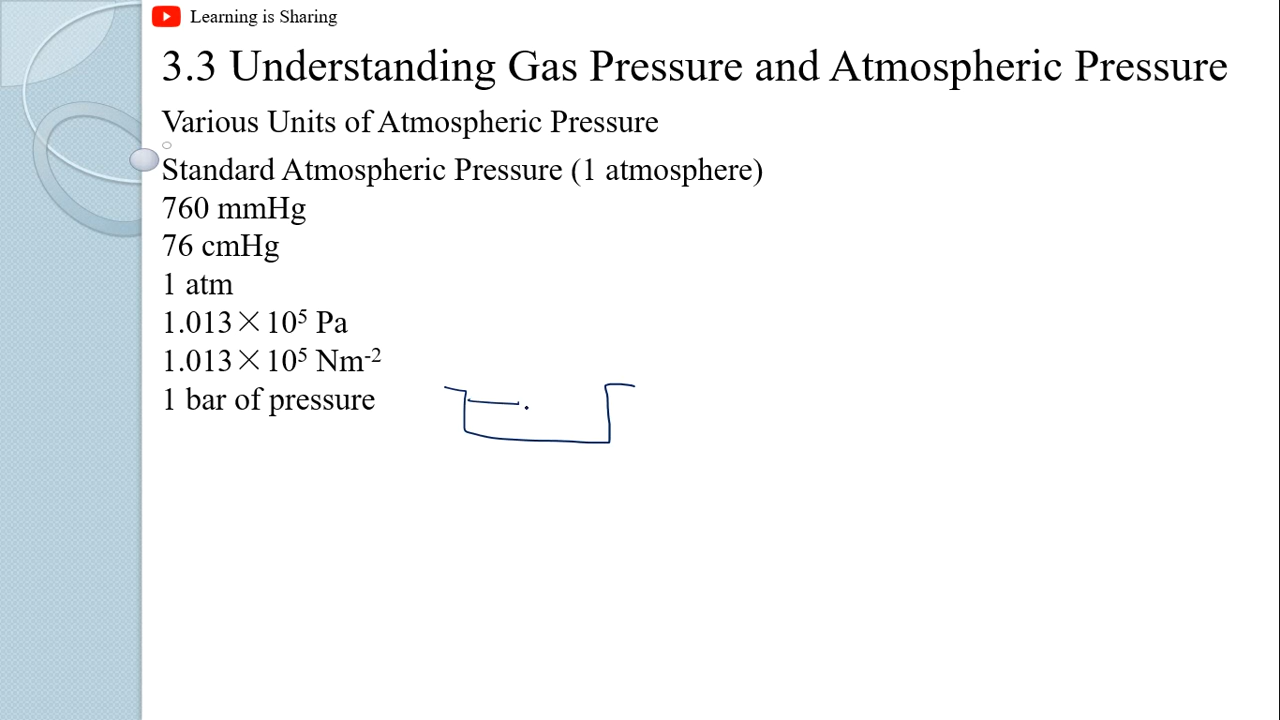 Learning is Sharing
3.3 Understanding Gas Pressure and Atmospheric Pressure
Various Units of Atmospheric Pressure
Standard Atmospheric Pressure (1 atmosphere)
760 mmHg
76 cmHg
1 atm
1.013×10⁵ Pa
1.013×10⁵ Nm⁻²
1 bar of pressure